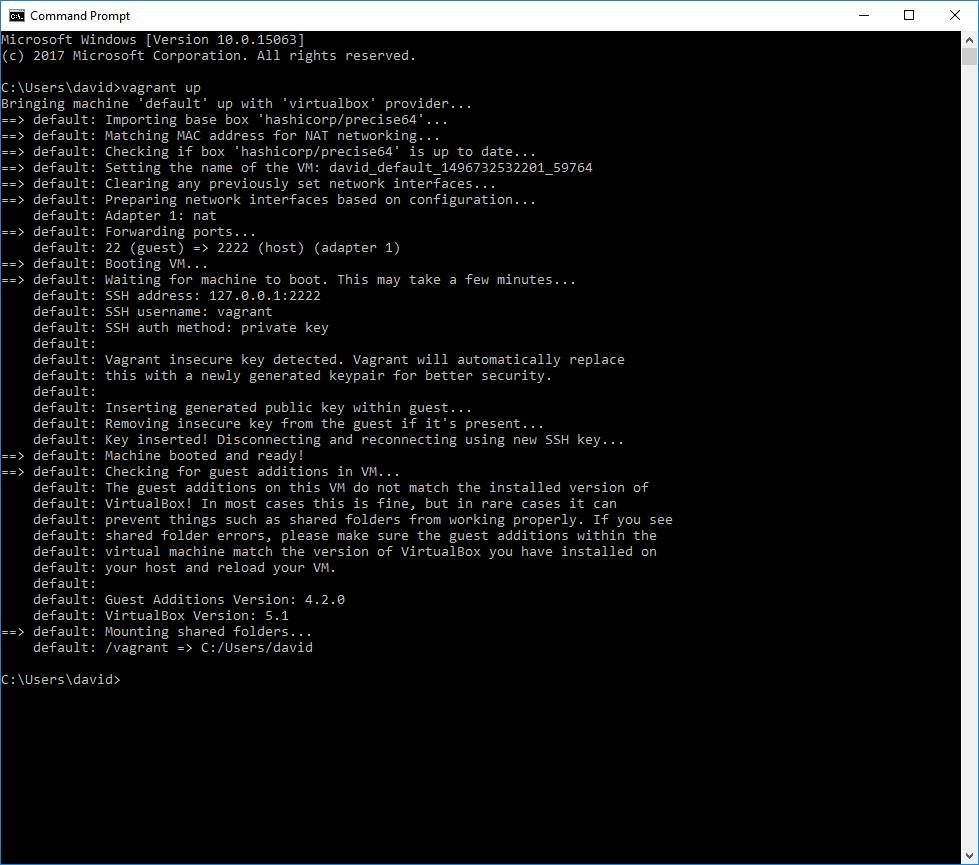 Command Prompt
Microsoft Windows [Version 10.0.15063]
(c) 2017 Microsoft Corporation. All rights reserved.
C:\Users\david>vagrant up
Bringing machine 'default' up with 'virtualbox' provider...
==> default: Importing base box 'hashicorp/precise64'...
==> default: Matching MAC address for NAT networking...
==> default: Checking if box 'hashicorp/precise64' is up to date...
==> default: Setting the name of the VM: david_default_1496732532201_59764
==> default: Clearing any previously set network interfaces...
==> default: Preparing network interfaces based on configuration...
    default: Adapter 1: nat
==> default: Forwarding ports...
    default: 22 (guest) => 2222 (host) (adapter 1)
==> default: Booting VM...
==> default: Waiting for machine to boot. This may take a few minutes...
    default: SSH address: 127.0.0.1:2222
    default: SSH username: vagrant
    default: SSH auth method: private key
    default:
    default: Vagrant insecure key detected. Vagrant will automatically replace
    default: this with a newly generated keypair for better security.
    default:
    default: Inserting generated public key within guest...
    default: Removing insecure key from the guest if it's present...
    default: Key inserted! Disconnecting and reconnecting using new SSH key...
==> default: Machine booted and ready!
==> default: Checking for guest additions in VM...
    default: The guest additions on this VM do not match the installed version of
    default: VirtualBox! In most cases this is fine, but in rare cases it can
    default: prevent things such as shared folders from working properly. If you see
    default: shared folder errors, please make sure the guest additions within the
    default: virtual machine match the version of VirtualBox you have installed on
    default: your host and reload your VM.
    default:
    default: Guest Additions Version: 4.2.0
    default: VirtualBox Version: 5.1
==> default: Mounting shared folders...
    default: /vagrant => C:/Users/david
C:\Users\david>